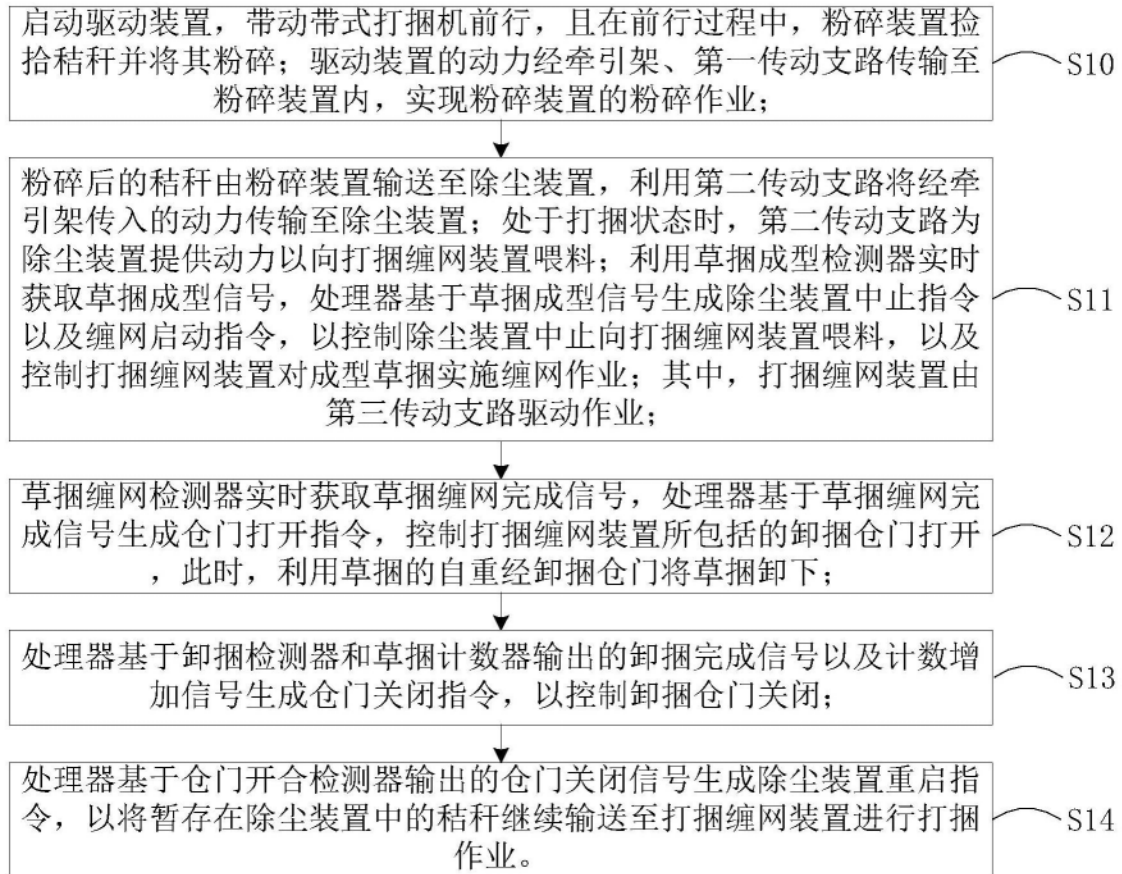 启动驱动装置，带动带式打捆机前行，且在前行过程中，粉碎装置捡
拾秸秆并将其粉碎；驱动装置的动力经牵引架、第一传动支路传输至
粉碎装置内，实现粉碎装置的粉碎作业；
S10
粉碎后的秸秆由粉碎装置输送至除尘装置，利用第二传动支路将经牵
引架传入的动力传输至除尘装置；处于打捆状态时，第二传动支路为
除尘装置提供动力以向打捆缠网装置喂料；利用草捆成型检测器实时
获取草捆成型信号，处理器基于草捆成型信号生成除尘装置中止指令
以及缠网启动指令，以控制除尘装置中止向打捆缠网装置喂料，以及
控制打捆缠网装置对成型草捆实施缠网作业；其中，打捆缠网装置由
第三传动支路驱动作业；
S11
草捆缠网检测器实时获取草捆缠网完成信号，处理器基于草捆缠网完
成信号生成仓门打开指令，控制打捆缠网装置所包括的卸捆仓门打开
，此时，利用草捆的自重经卸捆仓门将草捆卸下；
S12
处理器基于卸捆检测器和草捆计数器输出的卸捆完成信号以及计数增
加信号生成仓门关闭指令，以控制卸捆仓门关闭；
S13
处理器基于仓门开合检测器输出的仓门关闭信号生成除尘装置重启指
令，以将暂存在除尘装置中的秸秆继续输送至打捆缠网装置进行打捆
作业。
S14